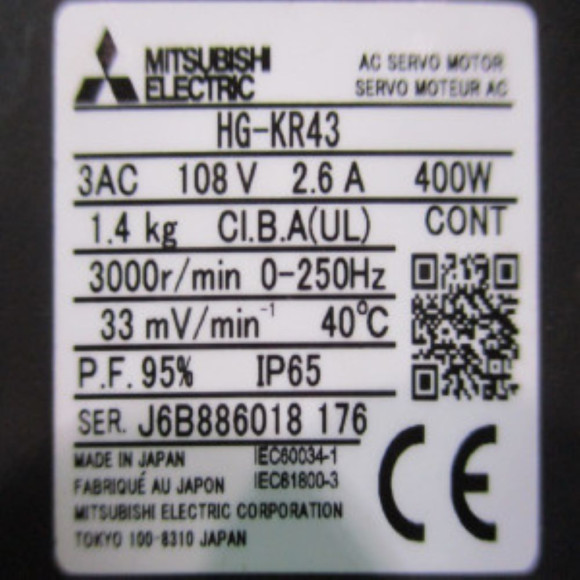 MITSUBISHI ELECTRIC
AC SERVO MOTOR
SERVO MOTEUR AC
HG-KR43
3AC 108 V 2.6 A 400W
1.4 kg CI.B.A(UL) CONT
3000r/min 0-250Hz
33 mV/min⁻¹ 40℃
P.F. 95% IP65
SER. J6B886018 176
MADE IN JAPAN IEC60034-1
FABRIQUÉ AU JAPON IEC61800-3
MITSUBISHI ELECTRIC CORPORATION
TOKYO 100-8310 JAPAN
CE